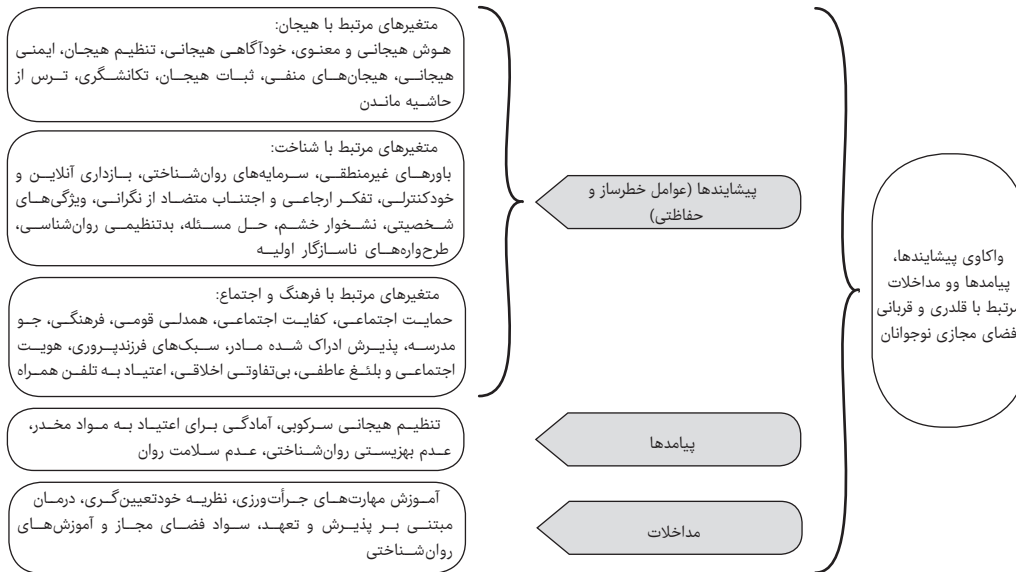 واکاوی پیشایندها،
پیامدها وو مداخلات
مرتبط با قلدری و قربانی
فضای مجازی نوجوانان
پیشایندها (عوامل خطرساز و
حفاظتی)
متغیرهای مرتبط با هیجان:
هوش هیجانی و معنوی، خودآگاهی هیجانی، تنظیم هیجان، ایمنی
هیجانی، هیجان‌های منفی، ثبات هیجان، تکانشگری، ترس از
حاشیه ماندن
متغیرهای مرتبط با شناخت:
باورهای غیرمنطقی، سرمایه‌های روان‌شناختی، بازداری آنلاین و
خودکنترلی، تفکر ارجاعی و اجتناب متضاد از نگرانی، ویژگی‌های
شخصیتی، نشخوار خشم، حل مسئله، بدتنظیمی روان‌شناسی،
طرح‌واره‌های ناسازگار اولیه
متغیرهای مرتبط با فرهنگ و اجتماع:
حمایت اجتماعی، کفایت اجتماعی، همدلی قومی، فرهنگی، جو
مدرسه، پذیرش ادراک شده مادر، سبک‌های فرزندپروری، هویت
اجتماعی و بلئغ عاطفی، بی‌تفاوتی اخلاقی، اعتیاد به تلفن همراه
پیامدها
تنظیم هیجانی سرکوبی، آمادگی برای اعتیاد به مواد مخدر،
عدم بهزیستی روان‌شناختی، عدم سلامت روان
مداخلات
آموزش مهارت‌های جرأت‌ورزی، نظریه خودتعیین‌گری، درمان
مبتنی بر پذیرش و تعهد، سواد فضای مجاز و آموزش‌های
روان‌شناختی